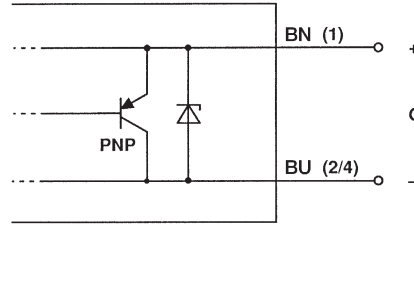 BN (1)
+
PNP
BU (2/4)
–